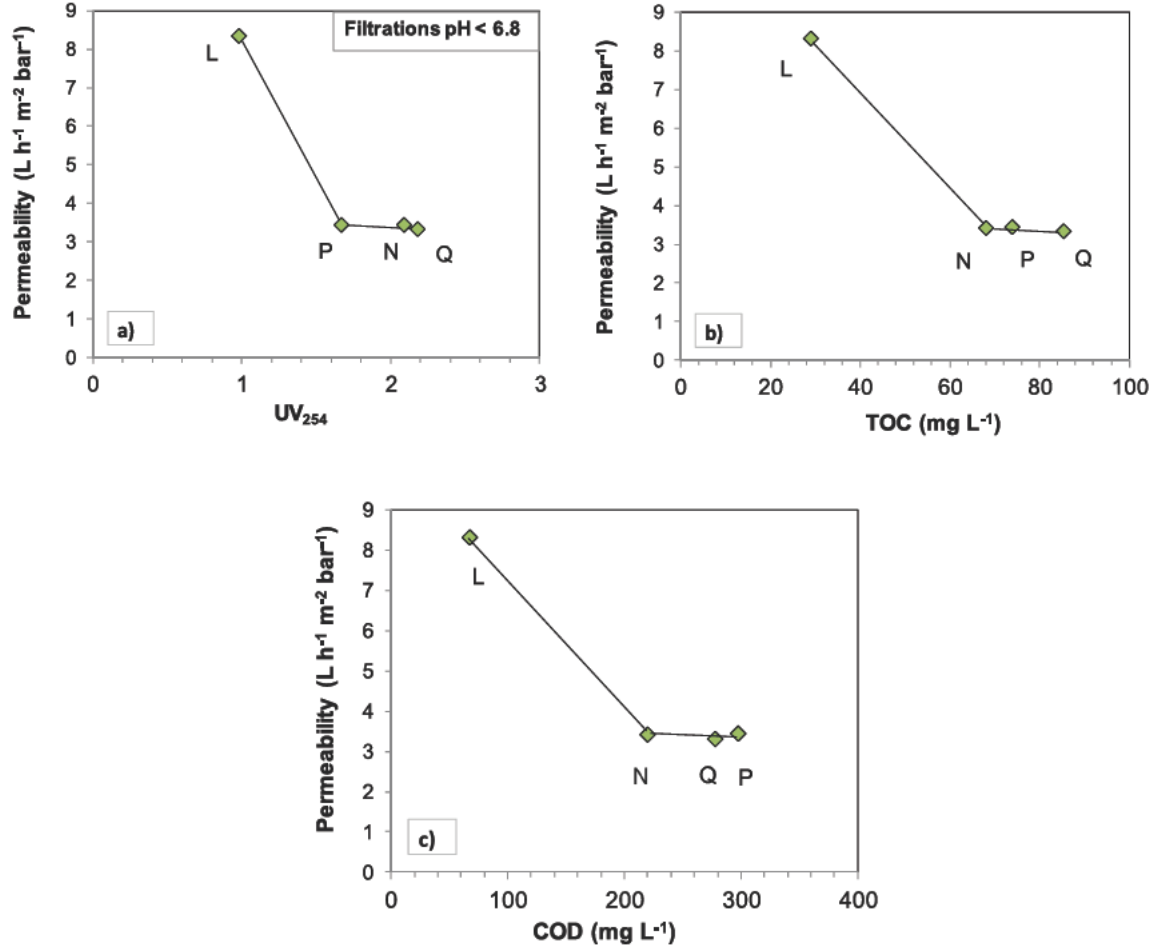 Filtrations pH < 6.8
Permeability (L h⁻¹ m⁻² bar⁻¹)
9
8
7
6
5
4
3
2
1
0
L
P
N
Q
a)
0
1
2
3
UV₂₅₄
Permeability (L h⁻¹ m⁻² bar⁻¹)
9
8
7
6
5
4
3
2
1
0
L
N
P
Q
b)
0
20
40
60
80
100
TOC (mg L⁻¹)
Permeability (L h⁻¹ m⁻² bar⁻¹)
9
8
7
6
5
4
3
2
1
0
L
N
Q
P
c)
0
100
200
300
400
COD (mg L⁻¹)